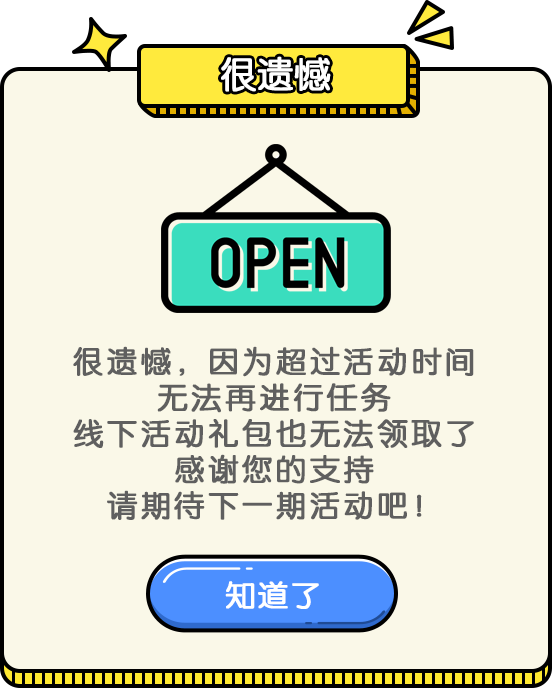 很遗憾
OPEN
很遗憾，因为超过活动时间
无法再进行任务
线下活动礼包也无法领取了
感谢您的支持
请期待下一期活动吧！
知道了